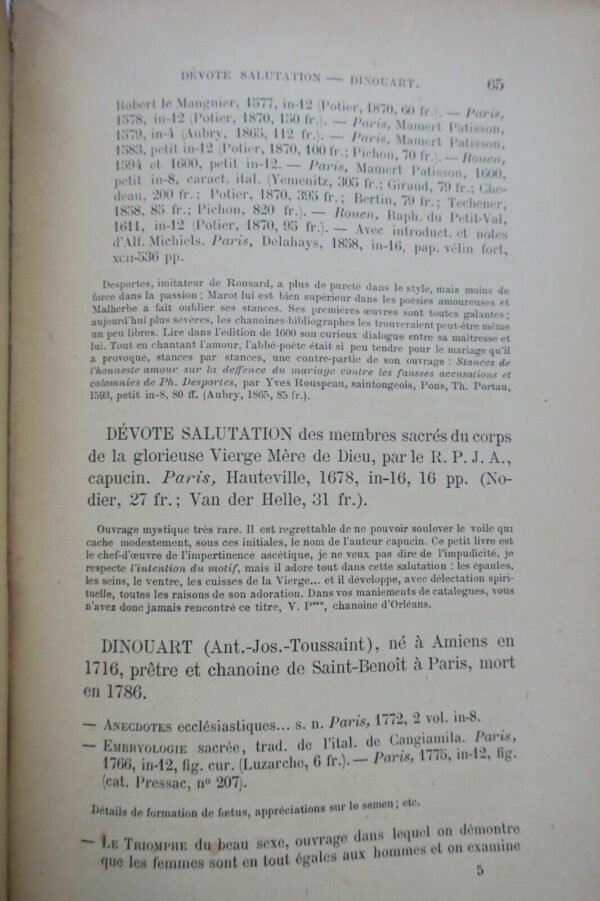 DÉVOTE SALUTATION — DINOUART. 65
Robert le Mangnier, 1577, in-12 (Potier, 1870, 60 fr.). — Paris,
1578, in-12 (Potier, 1870, 150 fr.). — Paris, Mamert Patisson,
1579, in-4 (Aubry, 1865, 112 fr.). — Paris, Mamert Patisson,
1583, petit in-12 (Potier, 1870, 100 fr.; Pichon, 70 fr.). — Rouen,
1594 et 1600, petit in-12. — Paris, Mamert Patisson, 1600,
petit in-8, caract. ital. (Yemenitz, 305 fr.; Giraud, 79 fr.; Che-
deau, 200 fr.; Potier, 1870, 395 fr.; Bertin, 79 fr.; Techener,
1858, 85 fr.; Pichon, 820 fr.). — Rouen, Raph. du Petit-Val,
1611, in-12 (Potier, 1870, 95 fr.). — Avec introduct. et notes
d'Alf. Michiels. Paris, Delahays, 1858, in-16, pap. vélin fort,
XCII-536 pp.
Desportes, imitateur de Ronsard, a plus de pureté dans le style, mais moins de
force dans la passion; Marot lui est bien supérieur dans les poésies amoureuses et
Malherbe a fait oublier ses stances. Ses premières œuvres sont toutes galantes;
aujourd'hui plus sévères, les chanoines-bibliographes les trouveraient peut-être même
un peu libres. Lire dans l'édition de 1600 son curieux dialogue entre sa maîtresse et
lui. Tout en chantant l'amour, l'abbé-poète était si peu tendre pour le mariage qu'il
a provoqué, stances par stances, une contre-partie de son ouvrage : Stances de
l'honneste amour sur la deffence du mariage contre les fausses accusations et
calomnies de Ph. Desportes, par Yves Rouspeau, saintongeois, Pons, Th. Portau,
1593, petit in-8, 80 ff. (Aubry, 1865, 85 fr.).
DÉVOTE SALUTATION des membres sacrés du corps
de la glorieuse Vierge Mère de Dieu, par le R. P. J. A.,
capucin. Paris, Hauteville, 1678, in-16, 16 pp. (No-
dier, 27 fr.; Van der Helle, 31 fr.).
Ouvrage mystique très rare. Il est regrettable de ne pouvoir soulever le voile qui
cache modestement, sous ces initiales, le nom de l'auteur capucin. Ce petit livre est
le chef-d'œuvre de l'impertinence ascétique, je ne veux pas dire de l'impudicité, je
respecte l'intention du motif, mais il adore tout dans cette salutation : les épaules,
les seins, le ventre, les cuisses de la Vierge... et il développe, avec délectation spiri-
tuelle, toutes les raisons de son adoration. Dans vos maniements de catalogues, vous
n'avez donc jamais rencontré ce titre, V. P***, chanoine d'Orléans.
DINOUART (Ant.-Jos.-Toussaint), né à Amiens en
1716, prêtre et chanoine de Saint-Benoît à Paris, mort
en 1786.
— ANECDOTES ecclésiastiques... s. n. Paris, 1772, 2 vol. in-8.
— EMBRYOLOGIE sacrée, trad. de l'ital. de Cangiamila. Paris,
1766, in-12, fig. cur. (Luzarche, 6 fr.). — Paris, 1775, in-12, fig.
(cat. Pressac, nº 207).
Détails de formation de fœtus, appréciations sur le semen; etc.
— LE TRIOMPHE du beau sexe, ouvrage dans lequel on démontre
que les femmes sont en tout égales aux hommes et on examine
5